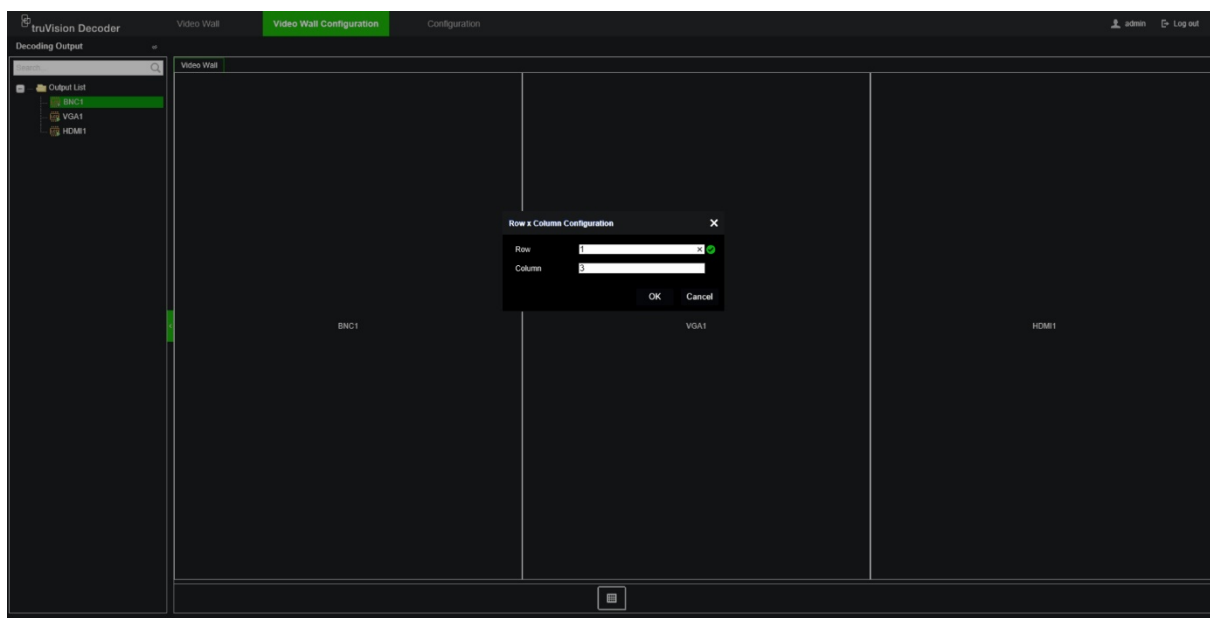 truVision Decoder
Video Wall
Video Wall Configuration
Configuration
admin
Log out
Decoding Output
Search...
Video Wall
Output List
BNC1
VGA1
HDMI1
Row x Column Configuration
Row
1
Column
3
OK
Cancel
BNC1
VGA1
HDMI1